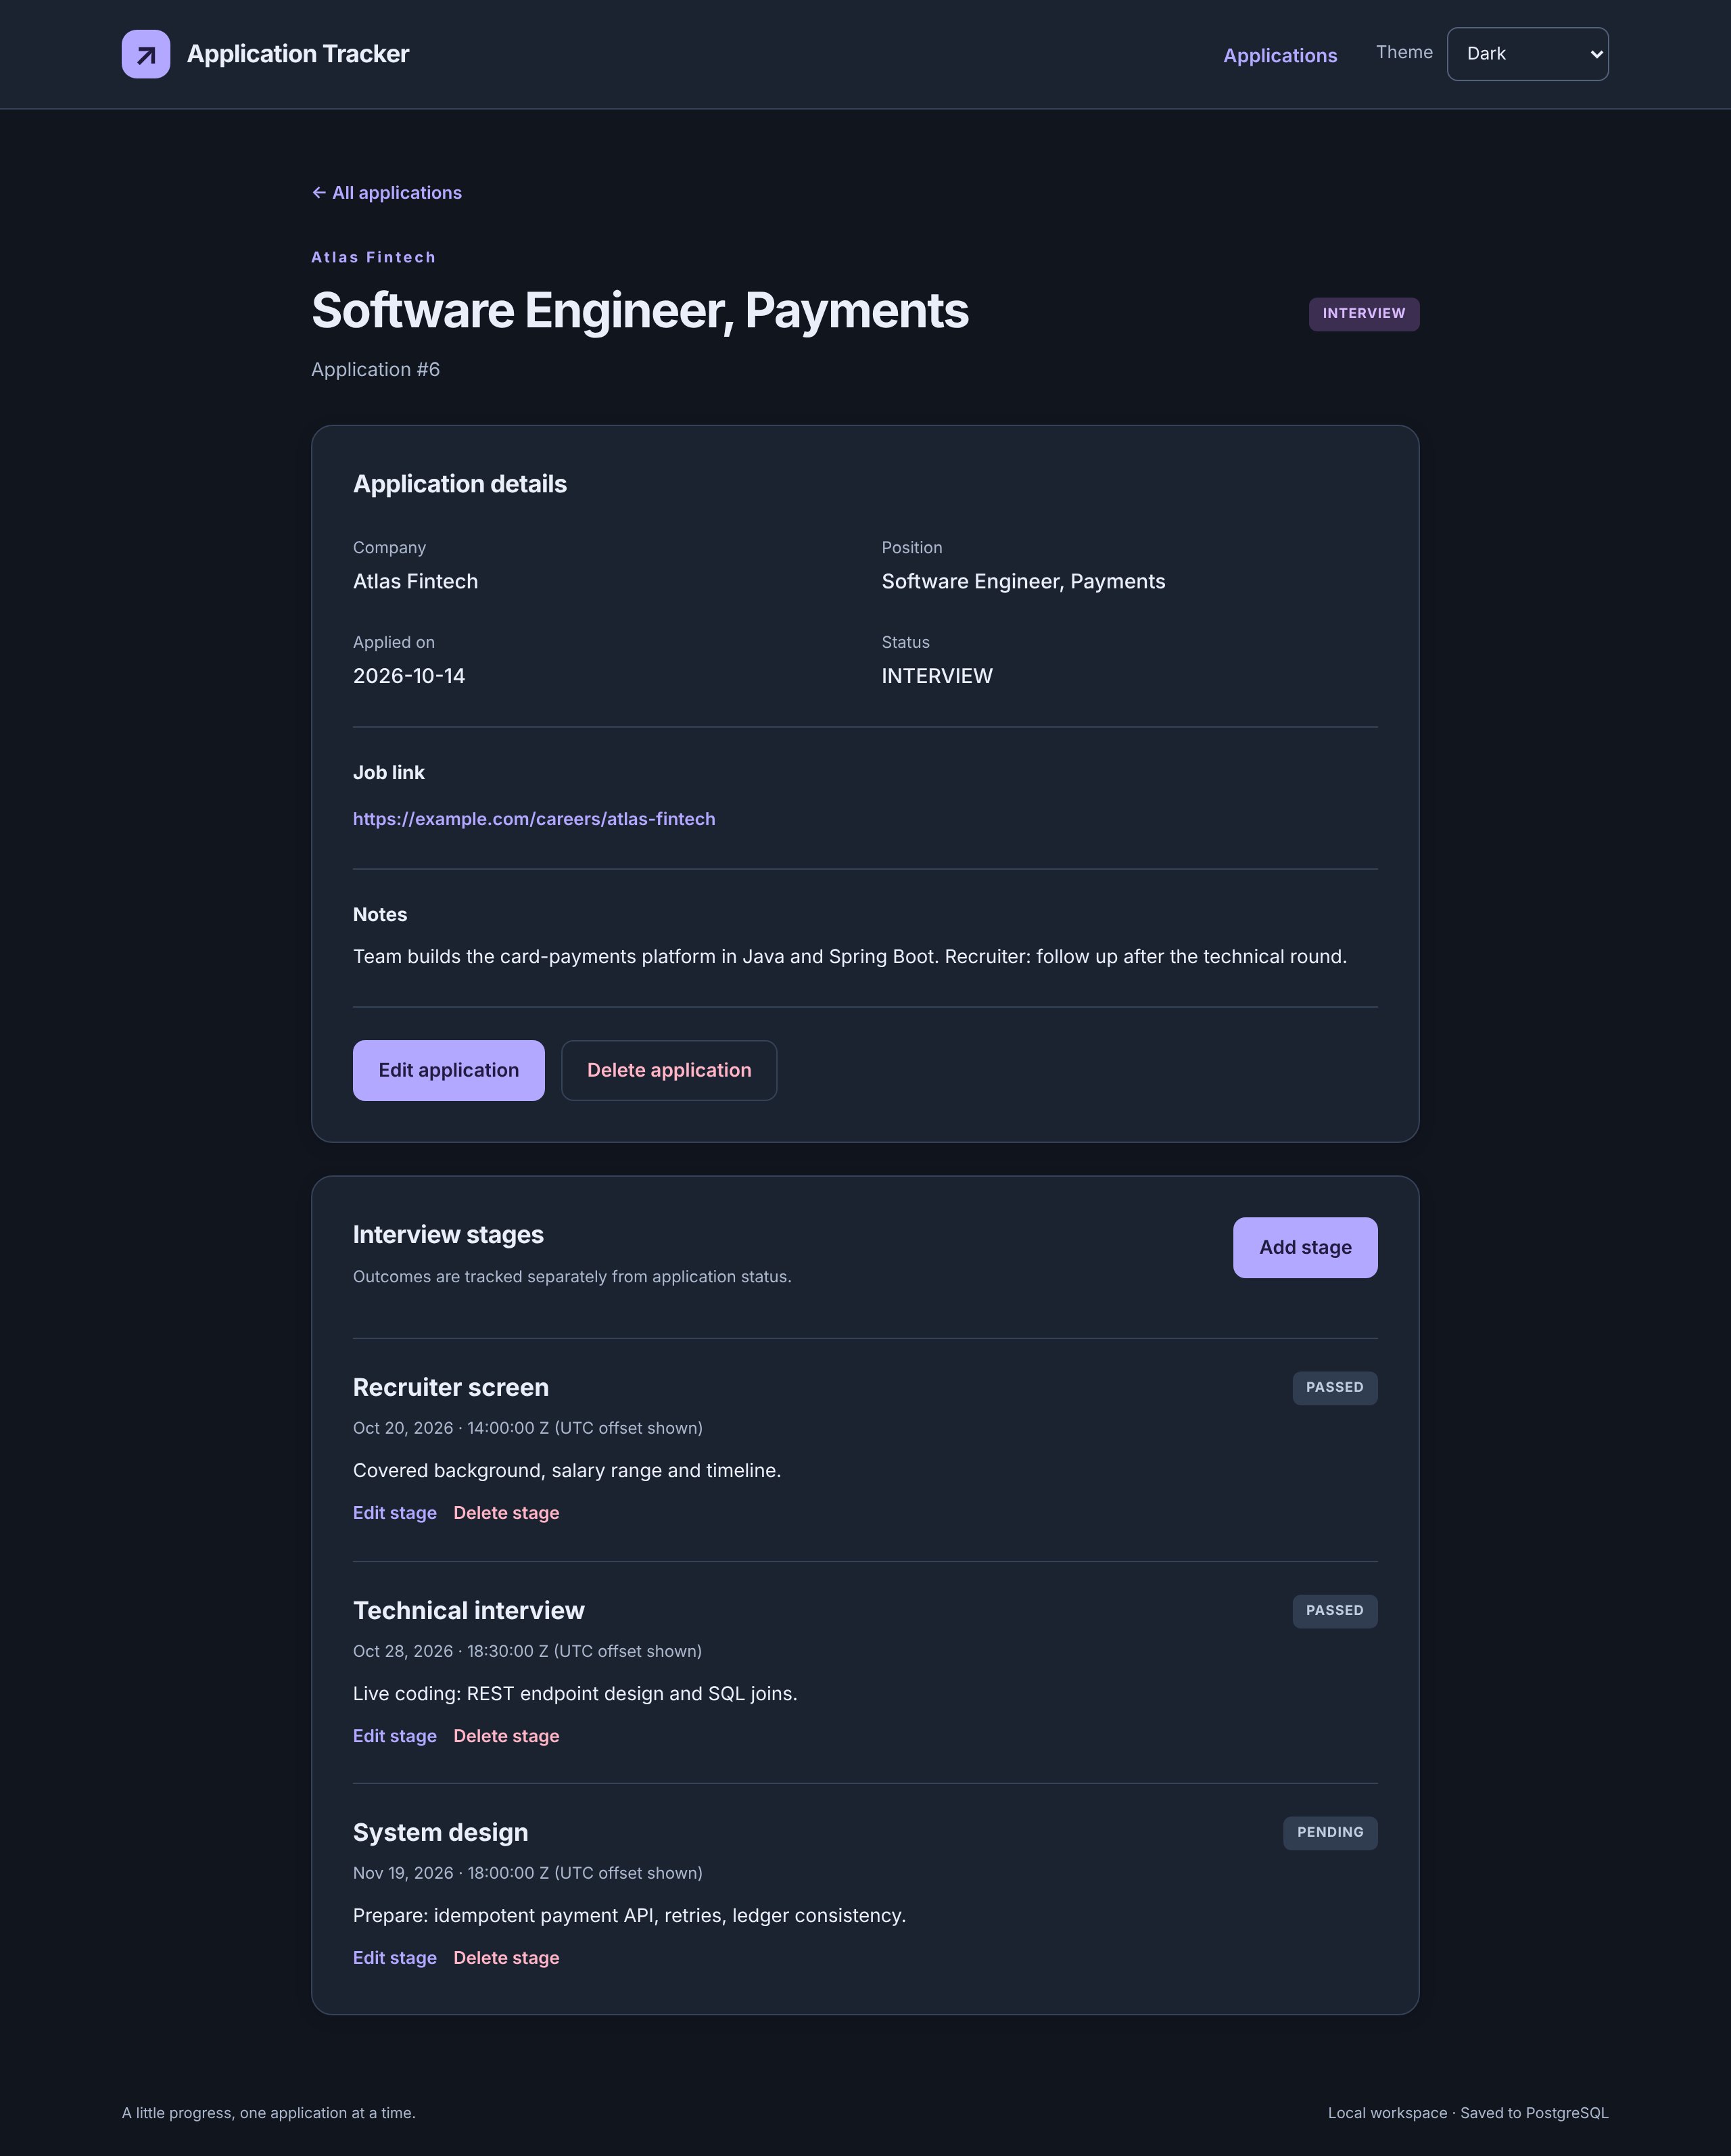 Application Tracker
Applications
Theme
Dark
← All applications
Atlas Fintech
Software Engineer, Payments
INTERVIEW
Application #6
Application details
Company
Position
Atlas Fintech
Software Engineer, Payments
Applied on
Status
2026-10-14
INTERVIEW
Job link
https://example.com/careers/atlas-fintech
Notes
Team builds the card-payments platform in Java and Spring Boot. Recruiter: follow up after the technical round.
Edit application
Delete application
Interview stages
Add stage
Outcomes are tracked separately from application status.
Recruiter screen
PASSED
Oct 20, 2026 · 14:00:00 Z (UTC offset shown)
Covered background, salary range and timeline.
Edit stage
Delete stage
Technical interview
PASSED
Oct 28, 2026 · 18:30:00 Z (UTC offset shown)
Live coding: REST endpoint design and SQL joins.
Edit stage
Delete stage
System design
PENDING
Nov 19, 2026 · 18:00:00 Z (UTC offset shown)
Prepare: idempotent payment API, retries, ledger consistency.
Edit stage
Delete stage
A little progress, one application at a time.
Local workspace · Saved to PostgreSQL